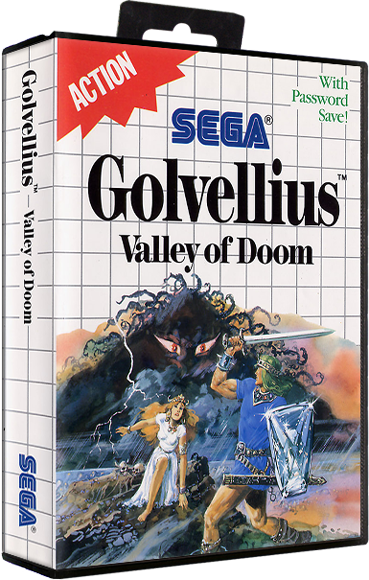 ACTION
With
Password
Save!
SEGA®
Golvellius™
Valley of Doom
Golvellius™ – Valley of Doom
SEGA®